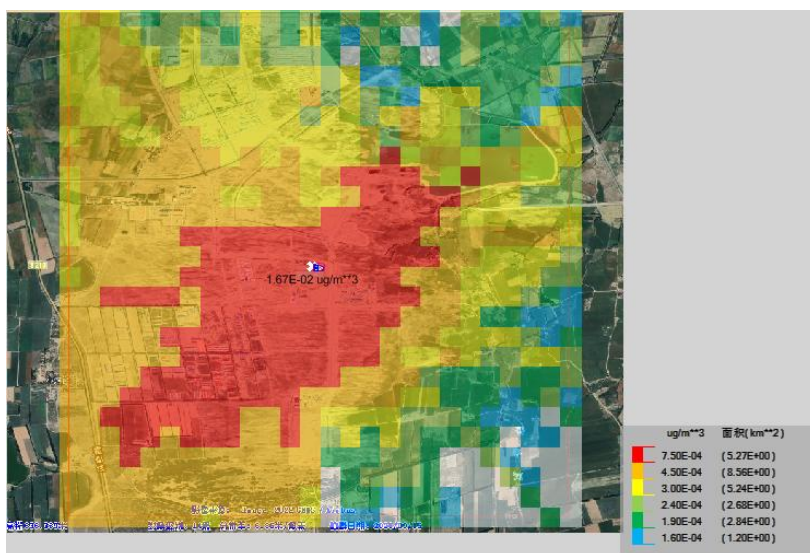 1.67E-02 ug/m**3
ug/m**3 面积(km**2)
7.50E-04 (5.27E+00)
4.50E-04 (8.56E+00)
3.00E-04 (5.24E+00)
2.40E-04 (2.68E+00)
1.90E-04 (2.84E+00)
1.60E-04 (1.20E+00)